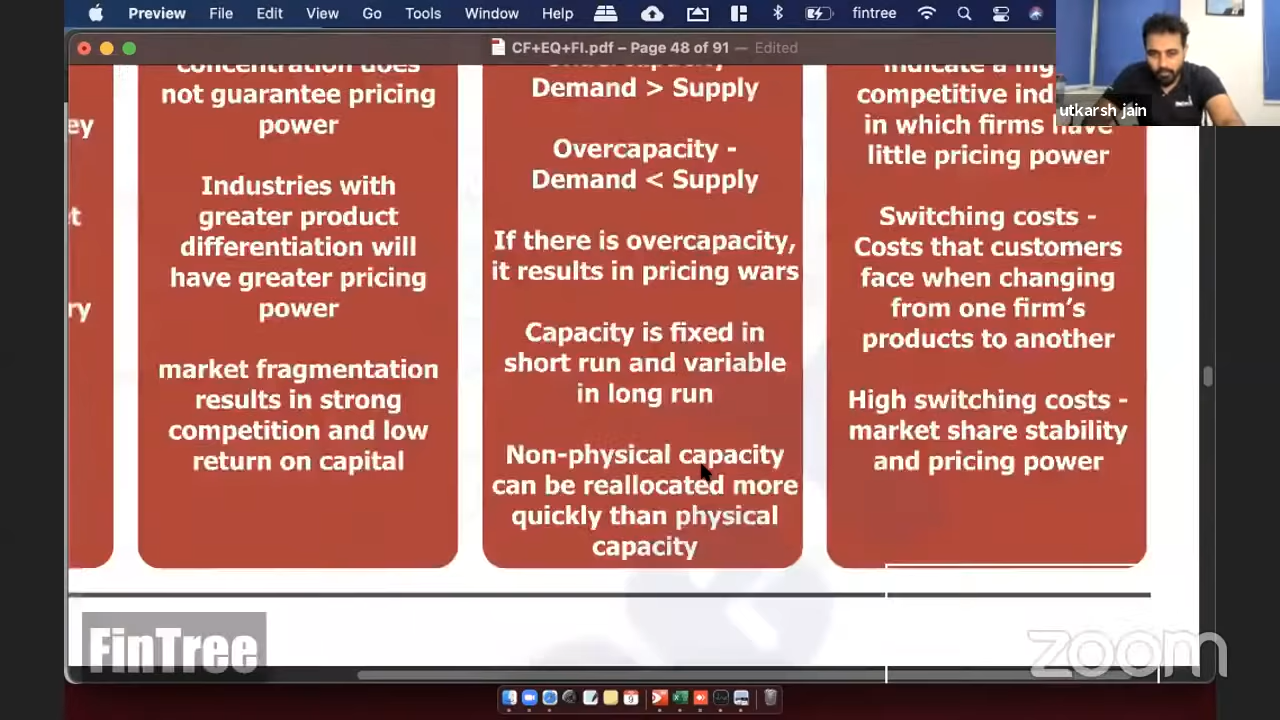 Preview File Edit View Go Tools Window Help fintree
CF+EQ+FI.pdf – Page 48 of 91 — Edited
utkarsh jain
ey
t
ry
concentration does
not guarantee pricing
power
Industries with
greater product
differentiation will
have greater pricing
power
market fragmentation
results in strong
competition and low
return on capital
Demand > Supply
Overcapacity -
Demand < Supply
If there is overcapacity,
it results in pricing wars
Capacity is fixed in
short run and variable
in long run
Non-physical capacity
can be reallocated more
quickly than physical
capacity
indicate a hig
competitive ind
in which firms have
little pricing power
Switching costs -
Costs that customers
face when changing
from one firm's
products to another
High switching costs -
market share stability
and pricing power
FinTree
zoom